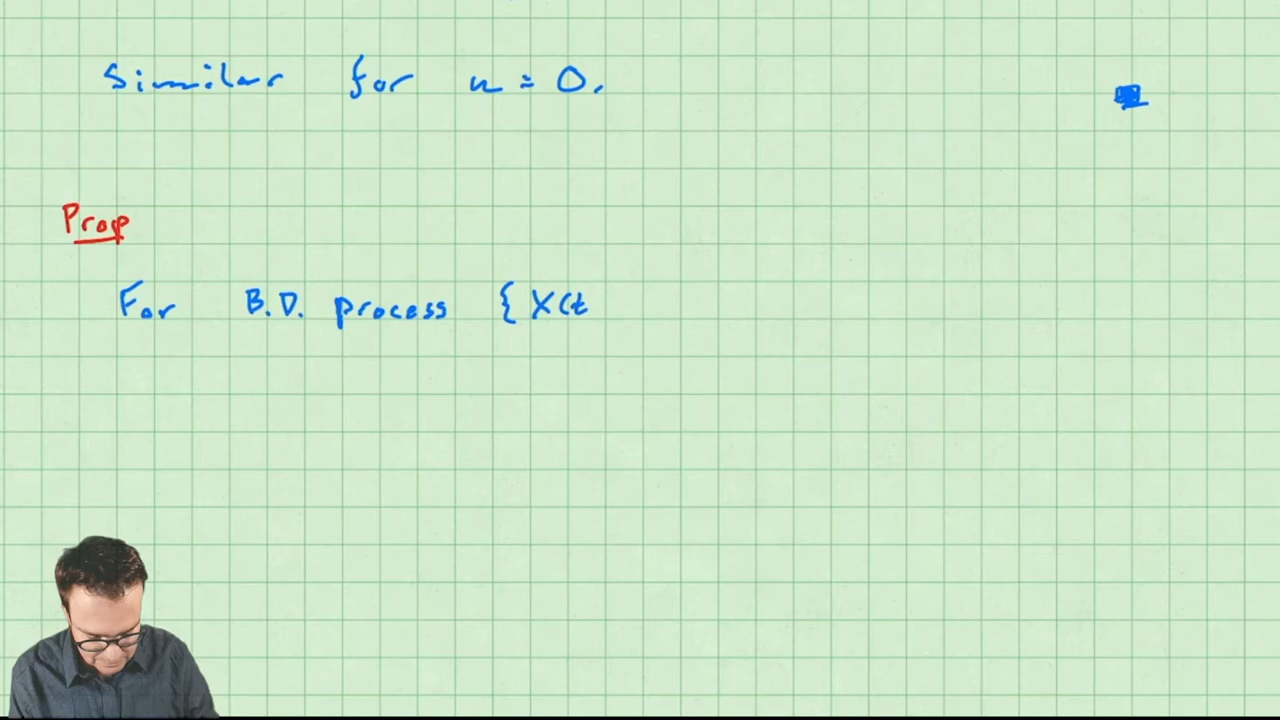 Similar for n = 0.
Prop
For B.D. process { X(t